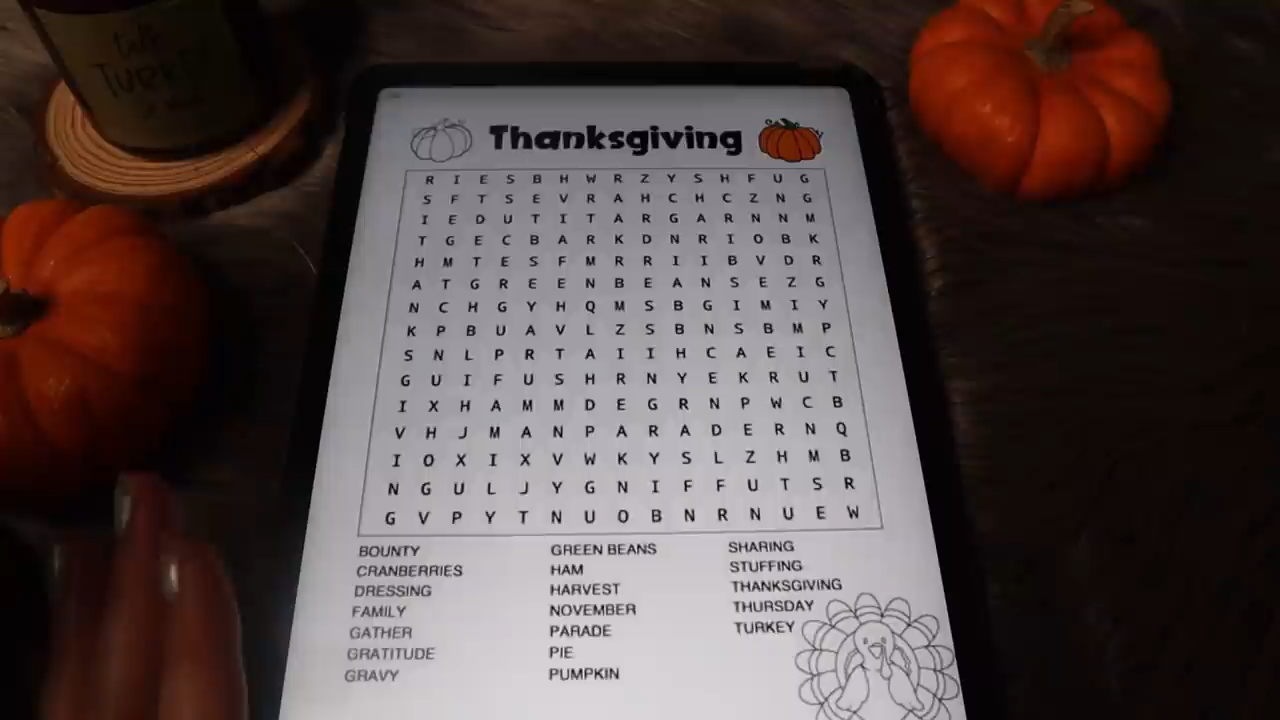 TURKEY
Thanksgiving
R I E S B H W R Z Y S H F U G
S F T S E V R A H C H C Z N G
I E D U T I T A R G A R N N M
T G E C B A R K D N R I O B K
H M T E S F M R R I I B V D R
A T G R E E N B E A N S E Z G
N C H G Y H Q M S B G I M I Y
K P B U A V L Z S B N S B M P
S N L P R T A I I H C A E I C
G U I F U S H R N Y E K R U T
I X H A M M D E G R N P W C B
V H J M A N P A R A D E R N Q
I O X I X V W K Y S L Z H M B
N G U L J Y G N I F F U T S R
G V P Y T N U O B N R N U E W
BOUNTY GREEN BEANS SHARING
CRANBERRIES HAM STUFFING
DRESSING HARVEST THANKSGIVING
FAMILY NOVEMBER THURSDAY
GATHER PARADE TURKEY
GRATITUDE PIE
GRAVY PUMPKIN